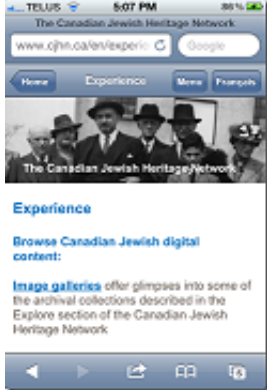 TELUS 5:07 PM 86%
The Canadian Jewish Heritage Network
www.cjhn.ca/en/experie Google
Home Experience Menu Français
The Canadian Jewish Heritage Network
Experience
Browse Canadian Jewish digital
content:
Image galleries offer glimpses into some of
the archival collections described in the
Explore section of the Canadian Jewish
Heritage Network